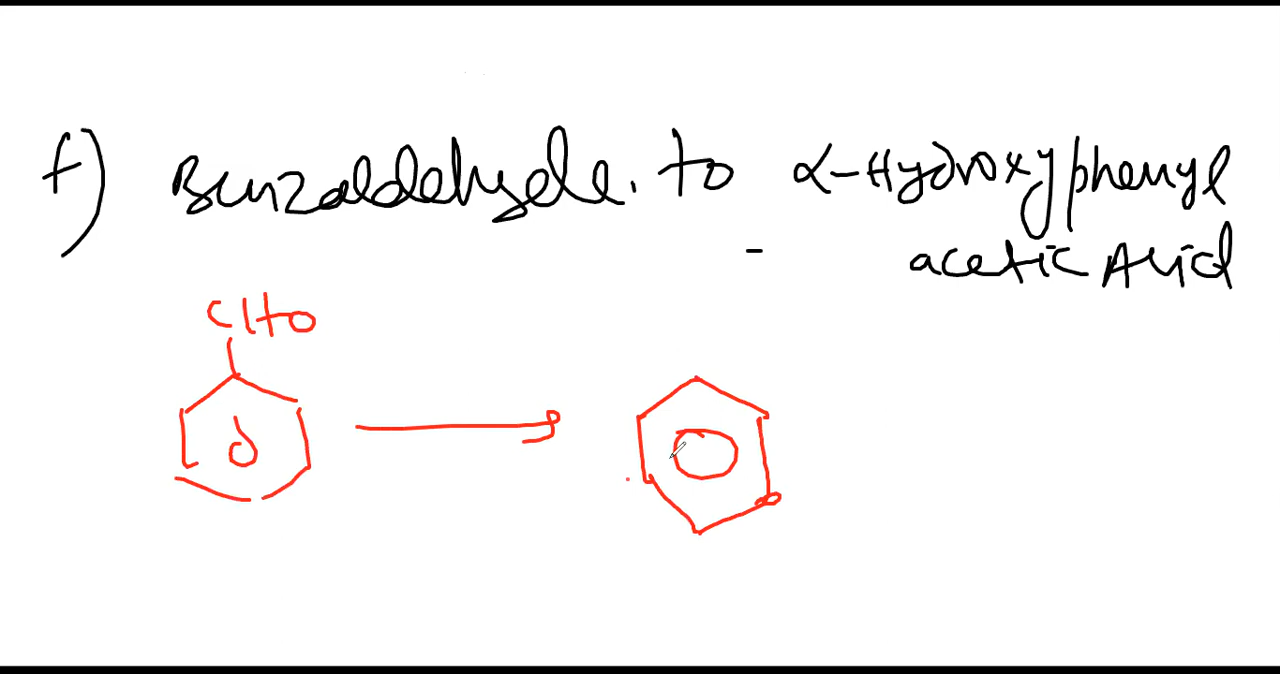 f) Benzaldehyde. to α-Hydroxyphenyl
- acetic Acid
CHO